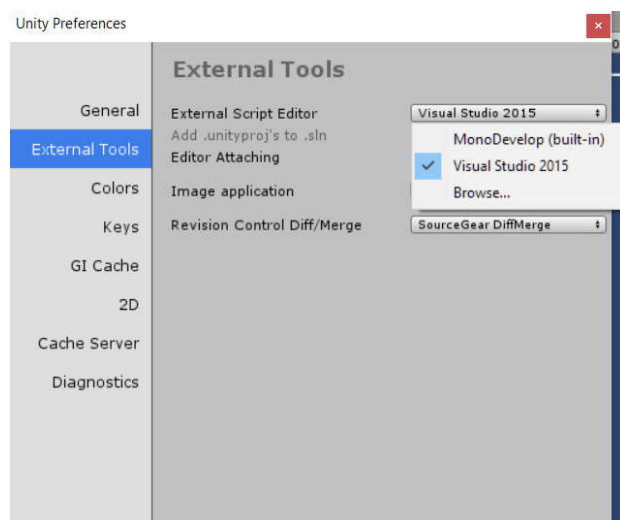 Unity Preferences
×
0
External Tools
General
External Tools
Colors
Keys
GI Cache
2D
Cache Server
Diagnostics
External Script Editor
Visual Studio 2015
Add .unityproj's to .sln
Editor Attaching
Image application
Revision Control Diff/Merge
SourceGear DiffMerge
MonoDevelop (built-in)
Visual Studio 2015
Browse...